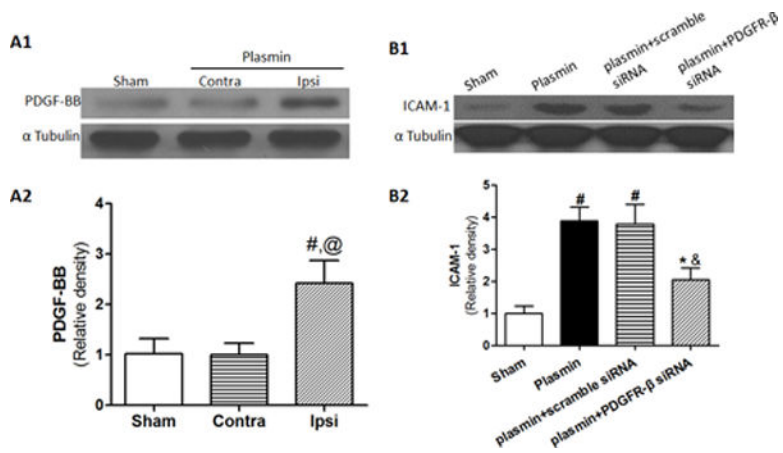 A1
Plasmin
Sham Contra Ipsi
PDGF-BB
α Tubulin
A2
PDGF-BB
(Relative density)
4
3
2
1
0
#,@
Sham Contra Ipsi
B1
Sham
Plasmin
plasmin+scramble
siRNA
plasmin+PDGFR-β
siRNA
ICAM-1
α Tubulin
B2
ICAM-1
(Relative density)
5
4
3
2
1
0
#
#
* &
Sham
Plasmin
plasmin+scramble siRNA
plasmin+PDGFR-β siRNA